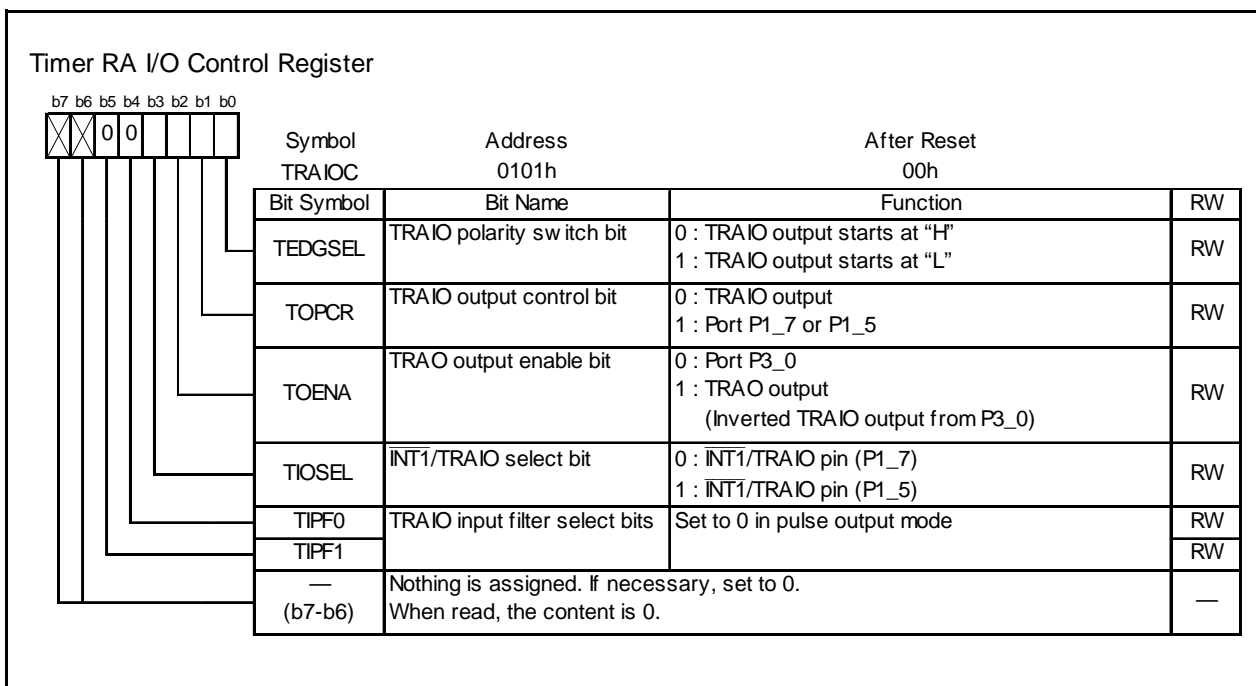 Timer RA I/O Control Register
b7 b6 b5 b4 b3 b2 b1 b0
0 0
Symbol Address After Reset
TRAIOC 0101h 00h
Bit Symbol Bit Name Function RW
TEDGSEL TRAIO polarity switch bit 0 : TRAIO output starts at “H” RW
1 : TRAIO output starts at “L”
TOPCR TRAIO output control bit 0 : TRAIO output RW
1 : Port P1_7 or P1_5
TOENA TRAO output enable bit 0 : Port P3_0 RW
1 : TRAO output
(Inverted TRAIO output from P3_0)
TIOSEL INT1/TRAIO select bit 0 : INT1/TRAIO pin (P1_7) RW
1 : INT1/TRAIO pin (P1_5)
TIPF0 TRAIO input filter select bits Set to 0 in pulse output mode RW
TIPF1 RW
— Nothing is assigned. If necessary, set to 0. —
(b7-b6) When read, the content is 0.